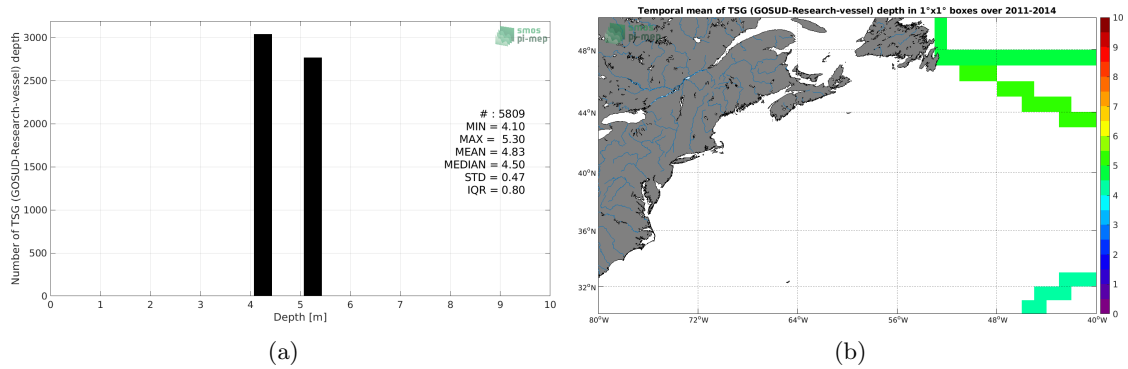 Number of TSG (GOSUD-Research-vessel) depth
3000
2500
2000
1500
1000
500
0
0 1 2 3 4 5 6 7 8 9 10
Depth [m]
smos
pi-mep
# : 5809
MIN = 4.10
MAX = 5.30
MEAN = 4.83
MEDIAN = 4.50
STD = 0.47
IQR = 0.80
(a)
Temporal mean of TSG (GOSUD-Research-vessel) depth in 1°x1° boxes over 2011-2014
smos
pi-mep
48°N
44°N
40°N
36°N
32°N
80°W 72°W 64°W 56°W 48°W 40°W
10
9
8
7
6
5
4
3
2
1
0
(b)